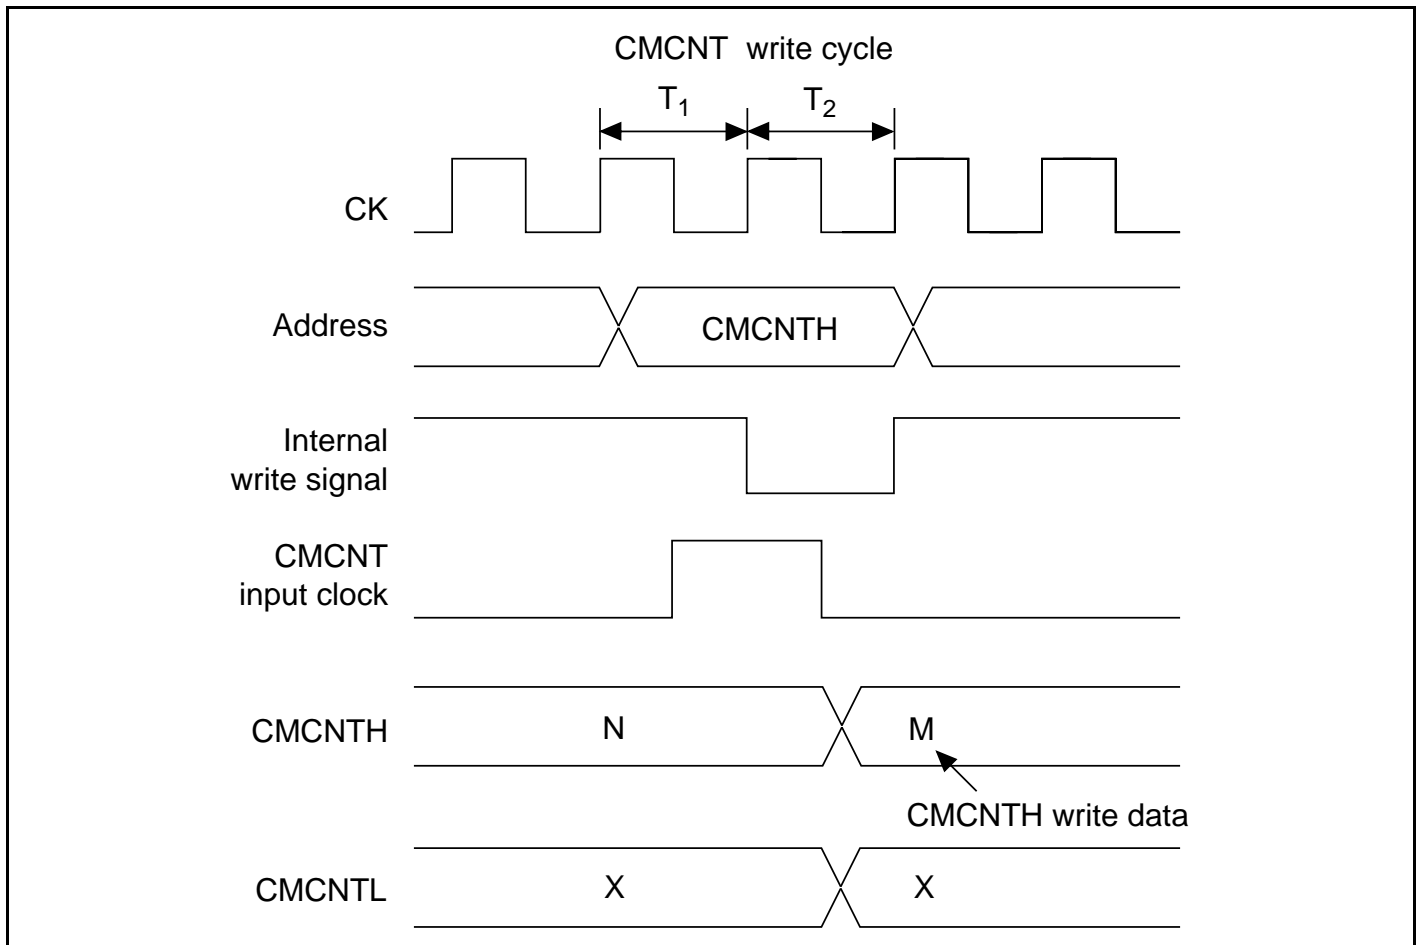 CMCNT write cycle
T1 T2
CK
Address
CMCNTH
Internal
write signal
CMCNT
input clock
CMCNTH
N
M
CMCNTH write data
CMCNTL
X
X